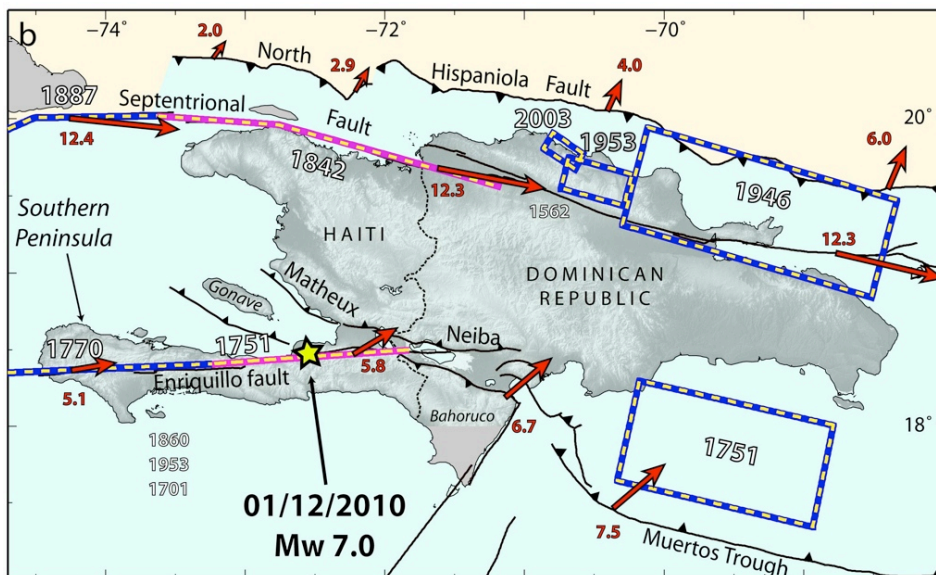 b
−74
−72
−70
2.0
North
2.9
Hispaniola Fault
4.0
20°
1887
Septentrional
Fault
12.4
2003
1953
6.0
1842
12.3
1562
1946
12.3
Southern
Peninsula
HAITI
DOMINICAN
REPUBLIC
Gonave
Matheux
Neiba
1770
1751
5.8
5.1
Enriquillo fault
Bahoruco
6.7
18°
1860
1953
1701
1751
01/12/2010
Mw 7.0
7.5
Muertos Trough